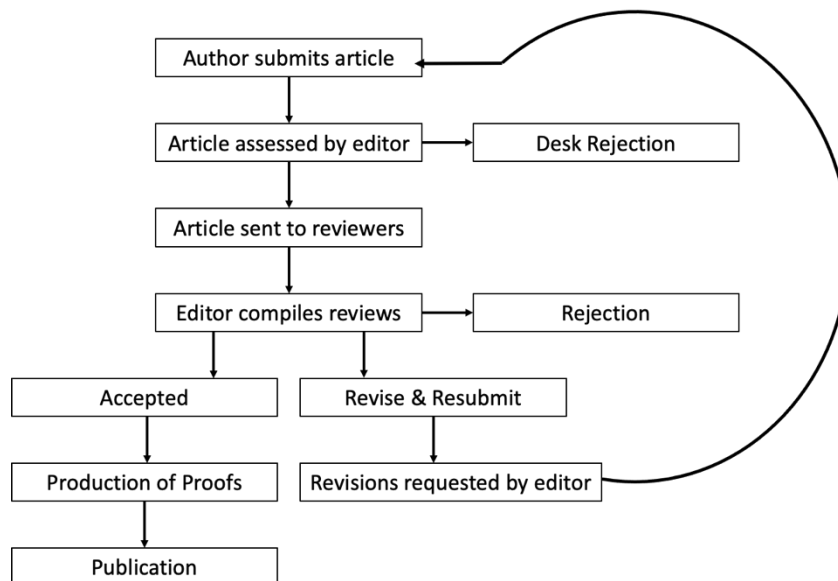 Author submits article
Article assessed by editor
Desk Rejection
Article sent to reviewers
Editor compiles reviews
Rejection
Accepted
Revise & Resubmit
Production of Proofs
Revisions requested by editor
Publication